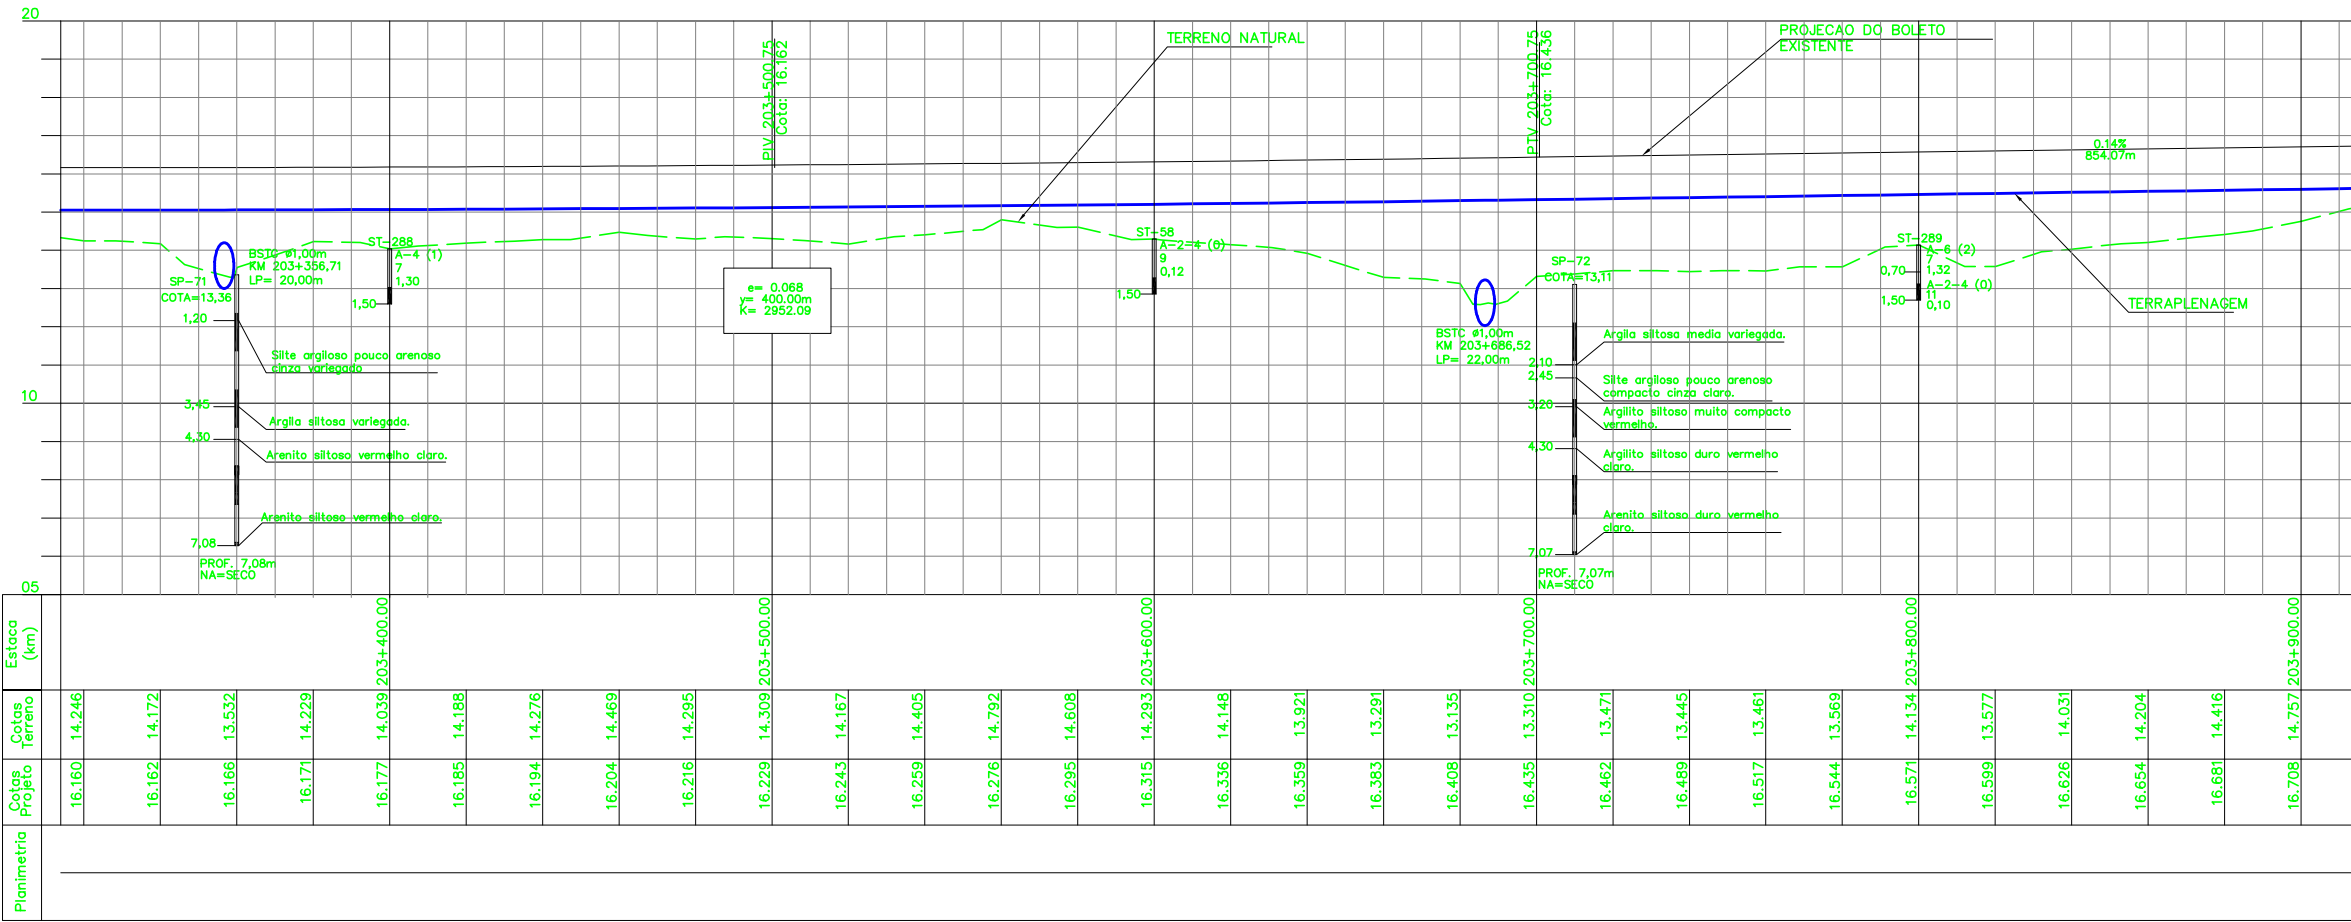 20
10
05
PIV 203+500.75
Cota: 16.162
TERRENO NATURAL
PTV 203+700.75
Cota: 16.436
PROJECAO DO BOLETO
EXISTENTE
0.14%
854.07m
SP-71
COTA=13,36
BSTC ø1,00m
KM 203+356,71
LP= 20,00m
1,20
Silte argiloso pouco arenoso
cinza variegado
3,45
Argila siltosa variegada.
4,30
Arenito siltoso vermelho claro.
Arenito siltoso vermelho claro.
7,08
PROF. 7,08m
NA=SECO
ST-288
A-4 (1)
7
1,30
1,50
e= 0.068
y= 400.00m
K= 2952.09
ST-58
A-2-4 (0)
9
0,12
1,50
BSTC ø1,00m
KM 203+686,52
LP= 22,00m
SP-72
COTA=13,11
Argila siltosa media variegada.
2,10
2,45
Silte argiloso pouco arenoso
compacto cinza claro.
3,20
Argilito siltoso muito compacto
vermelho.
4,30
Argilito siltoso duro vermelho
claro.
Arenito siltoso duro vermelho
claro.
7,07
PROF. 7,07m
NA=SECO
ST-289
A-6 (2)
7
0,70
1,32
A-2-4 (0)
11
1,50
0,10
TERRAPLENAGEM
Estaca
(km)
203+400.00
203+500.00
203+600.00
203+700.00
203+800.00
203+900.00
Cotas
Terreno
14.246
14.172
13.532
14.229
14.039
14.188
14.276
14.469
14.295
14.309
14.167
14.405
14.792
14.608
14.293
14.148
13.921
13.291
13.135
13.310
13.471
13.445
13.461
13.569
14.134
13.577
14.031
14.204
14.416
14.757
Cotas
Projeto
16.160
16.162
16.166
16.171
16.177
16.185
16.194
16.204
16.216
16.229
16.243
16.259
16.276
16.295
16.315
16.336
16.359
16.383
16.408
16.435
16.462
16.489
16.517
16.544
16.571
16.599
16.626
16.654
16.681
16.708
Planimetria